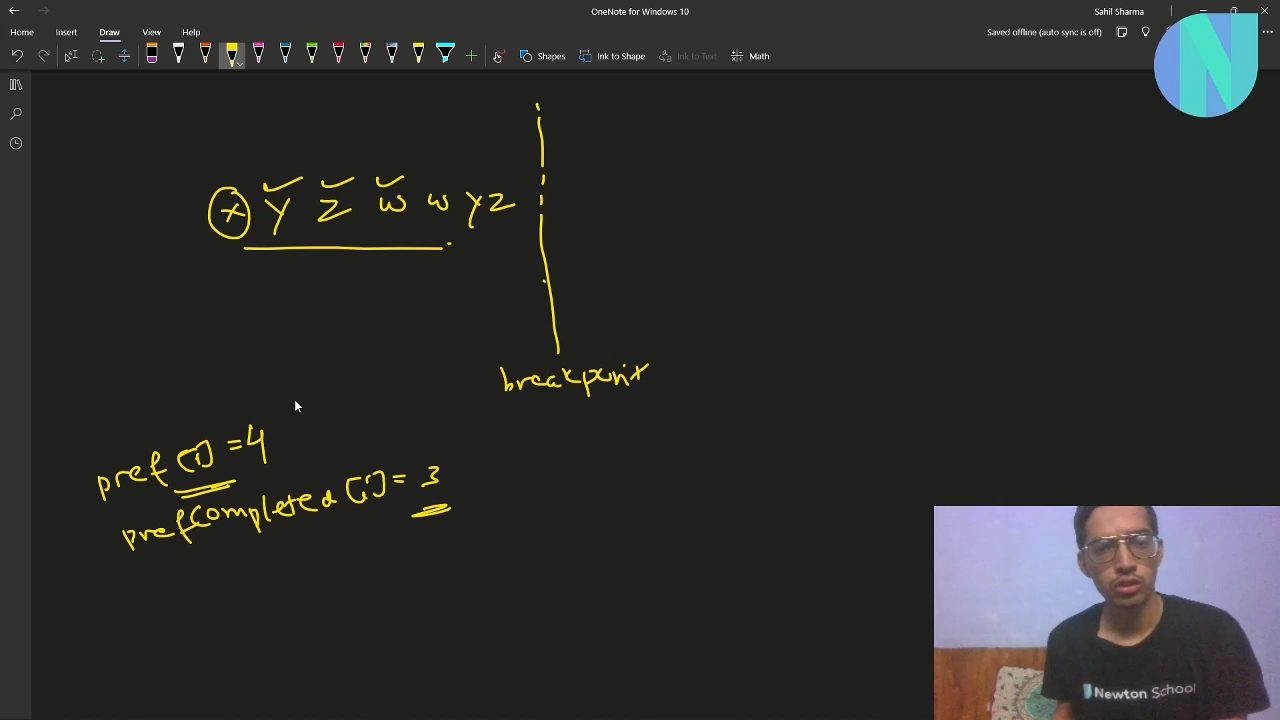 OneNote for Windows 10
Sahil Sharma
Home Insert Draw View Help
Saved offline (auto sync is off)
Shapes Ink to Shape Ink to Text Math
x y z w w y z
breakpoint
pref [i] = 4
prefCompleted [i] = 3
Newton School